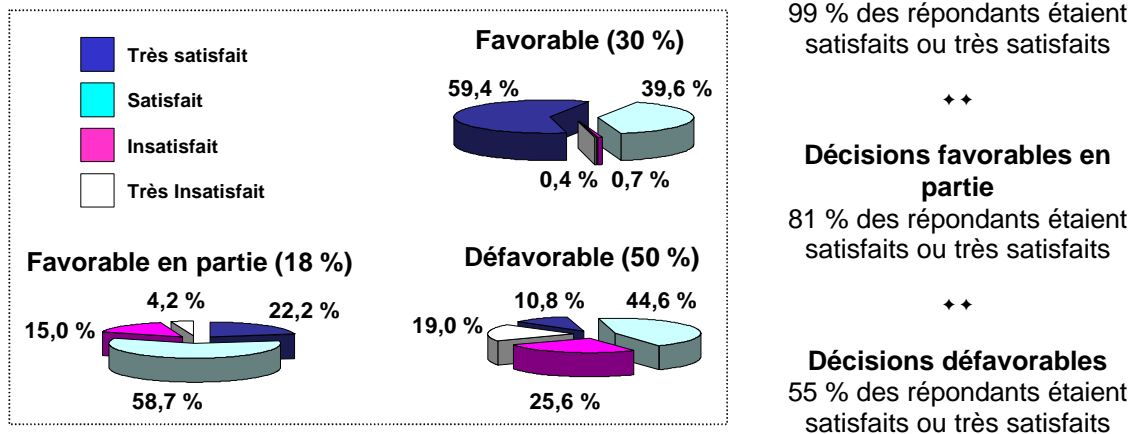 Très satisfait
Satisfait
Insatisfait
Très Insatisfait
Favorable (30 %)
59,4 %
39,6 %
0,4 %
0,7 %
Favorable en partie (18 %)
4,2 %
22,2 %
15,0 %
58,7 %
Défavorable (50 %)
10,8 %
44,6 %
19,0 %
25,6 %
99 % des répondants étaient
satisfaits ou très satisfaits
Décisions favorables en
partie
81 % des répondants étaient
satisfaits ou très satisfaits
Décisions défavorables
55 % des répondants étaient
satisfaits ou très satisfaits